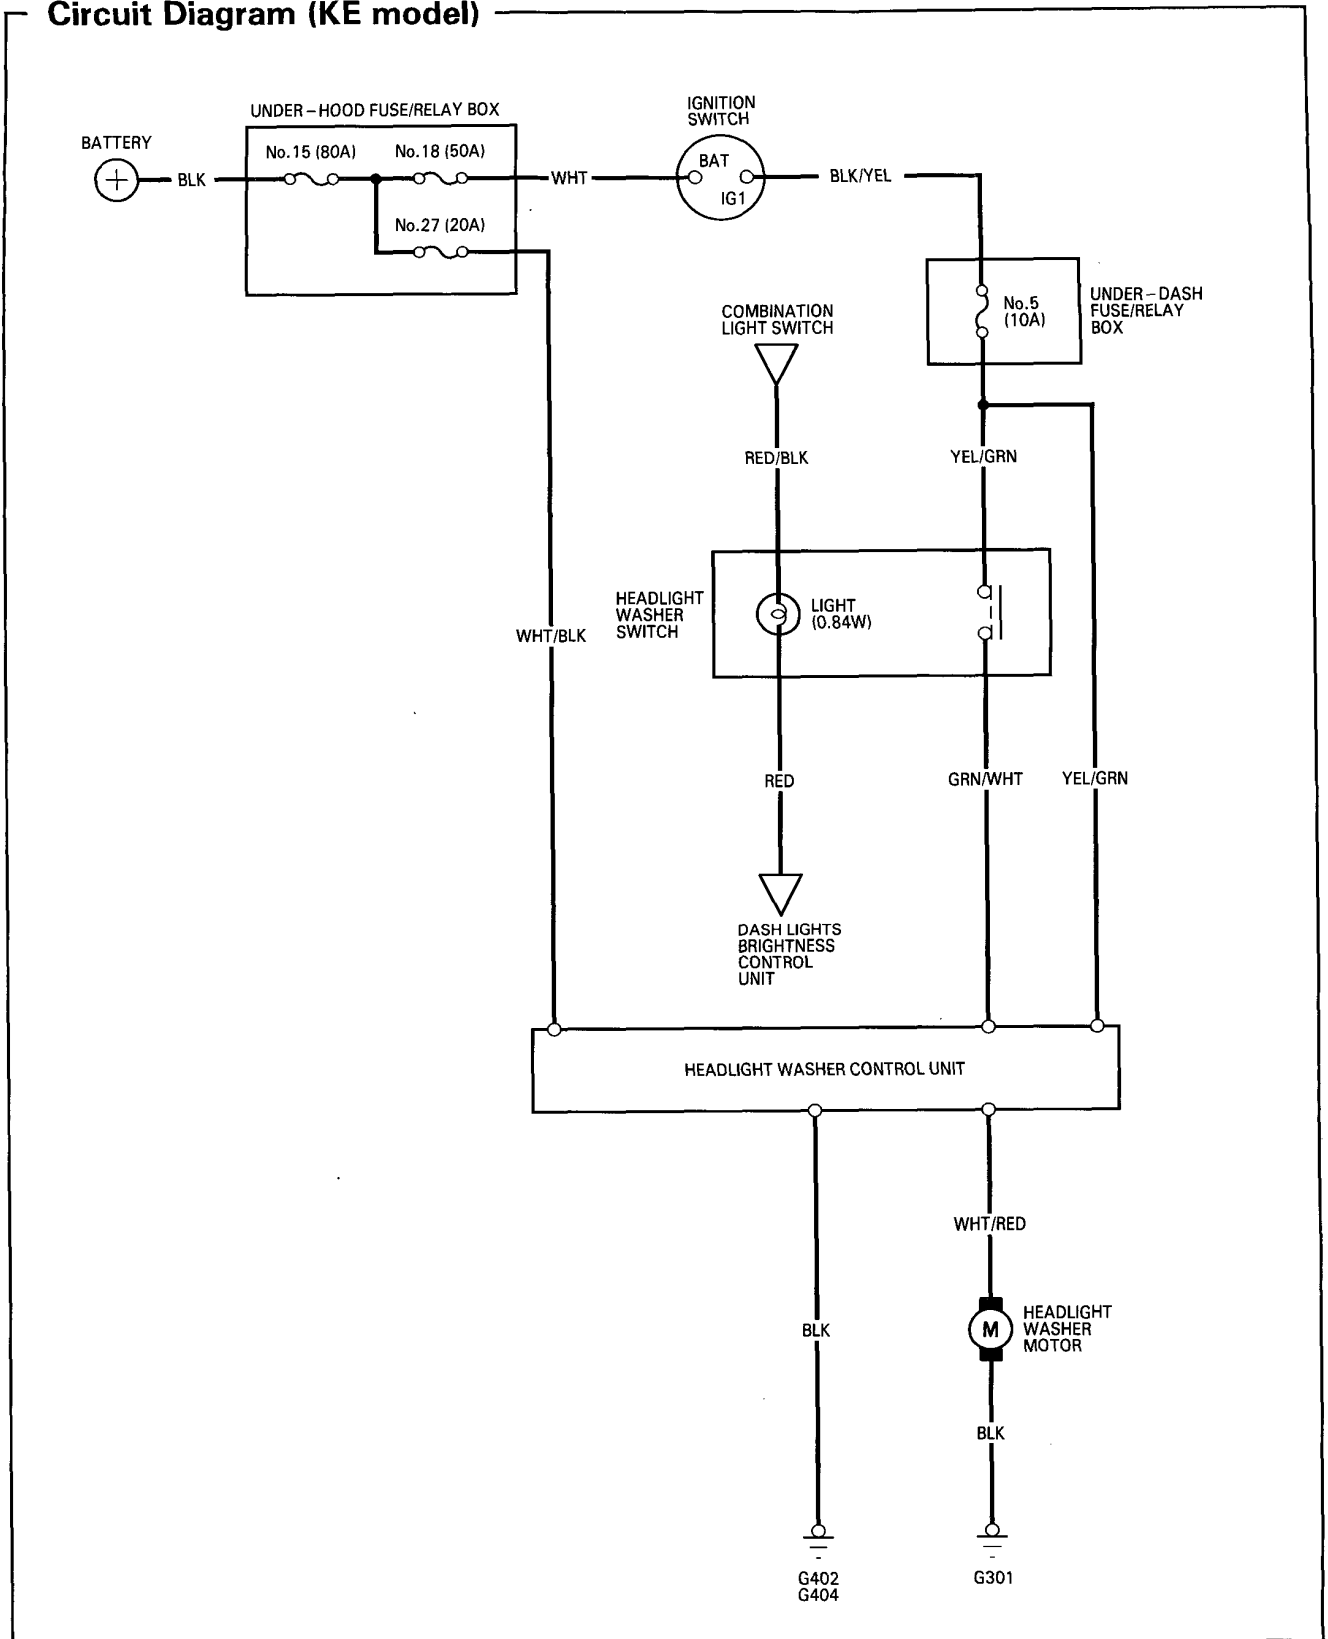 Circuit Diagram (KE model)
UNDER-HOOD FUSE/RELAY BOX
IGNITION
SWITCH
BATTERY
No.15 (80A)
No.18 (50A)
+
BLK
WHT
BAT
IG1
BLK/YEL
No.27 (20A)
COMBINATION
LIGHT SWITCH
No.5
(10A)
UNDER-DASH
FUSE/RELAY
BOX
RED/BLK
YEL/GRN
HEADLIGHT
WASHER
SWITCH
LIGHT
(0.84W)
WHT/BLK
RED
GRN/WHT
YEL/GRN
DASH LIGHTS
BRIGHTNESS
CONTROL
UNIT
HEADLIGHT WASHER CONTROL UNIT
WHT/RED
BLK
M
HEADLIGHT
WASHER
MOTOR
BLK
G402
G404
G301